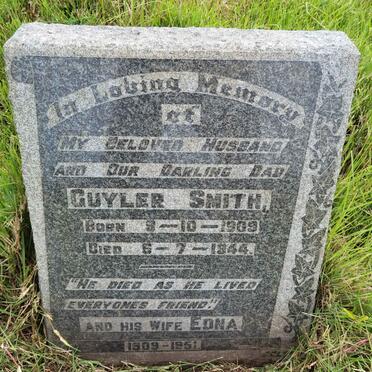 In Loving Memory
of
MY BELOVED HUSBAND
AND OUR DARLING DAD
GUYLER SMITH,
BORN 9-10-1909
DIED 6-7-1944.
"HE DIED AS HE LIVED
EVERYONES FRIEND."
AND HIS WIFE EDNA
1909-1951